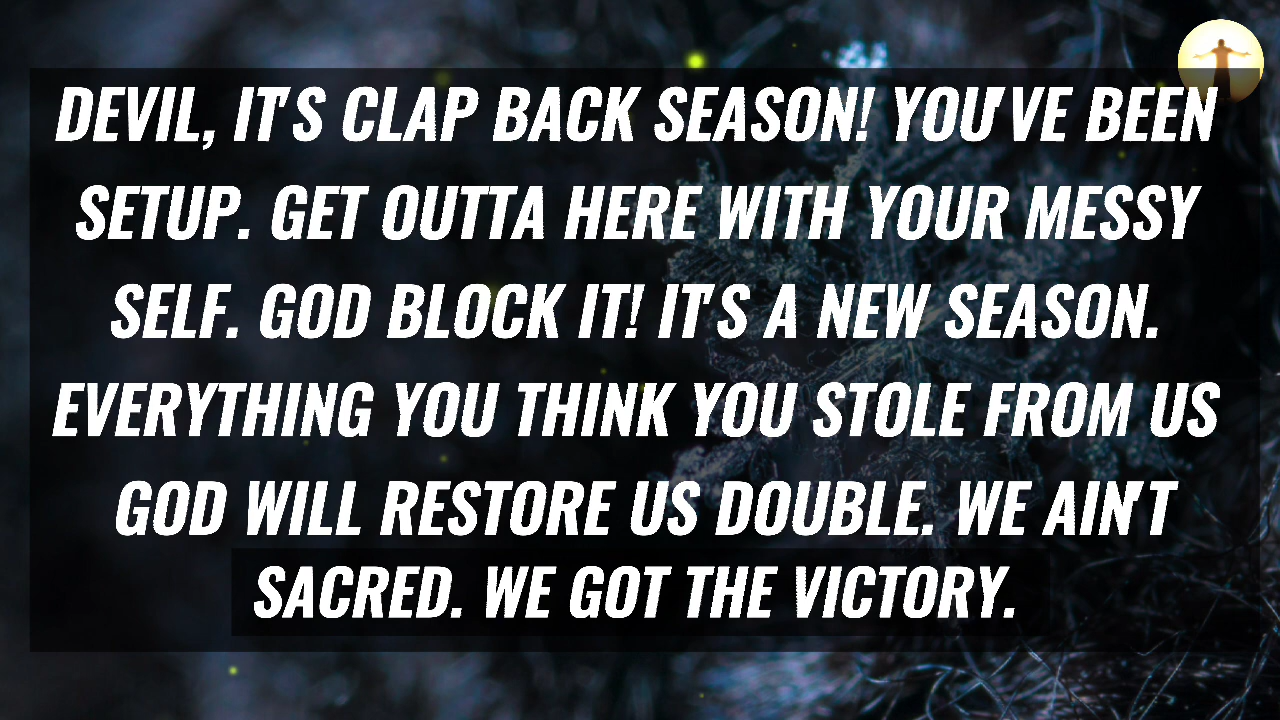 DEVIL, IT'S CLAP BACK SEASON! YOU'VE BEEN
SETUP. GET OUTTA HERE WITH YOUR MESSY
SELF. GOD BLOCK IT! IT'S A NEW SEASON.
EVERYTHING YOU THINK YOU STOLE FROM US
GOD WILL RESTORE US DOUBLE. WE AIN'T
SACRED. WE GOT THE VICTORY.